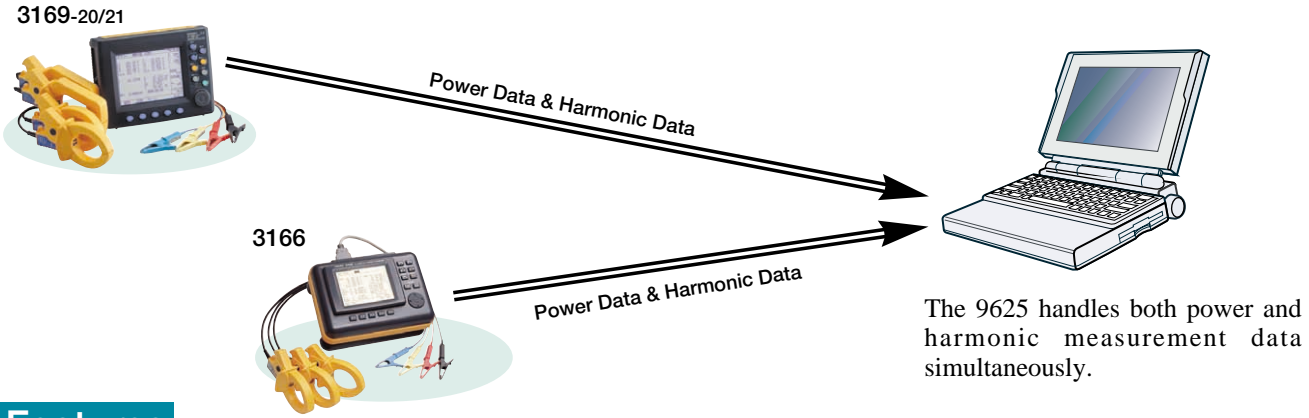 3169-20/21
Power Data & Harmonic Data
3166
Power Data & Harmonic Data
The 9625 handles both power and
harmonic measurement data
simultaneously.